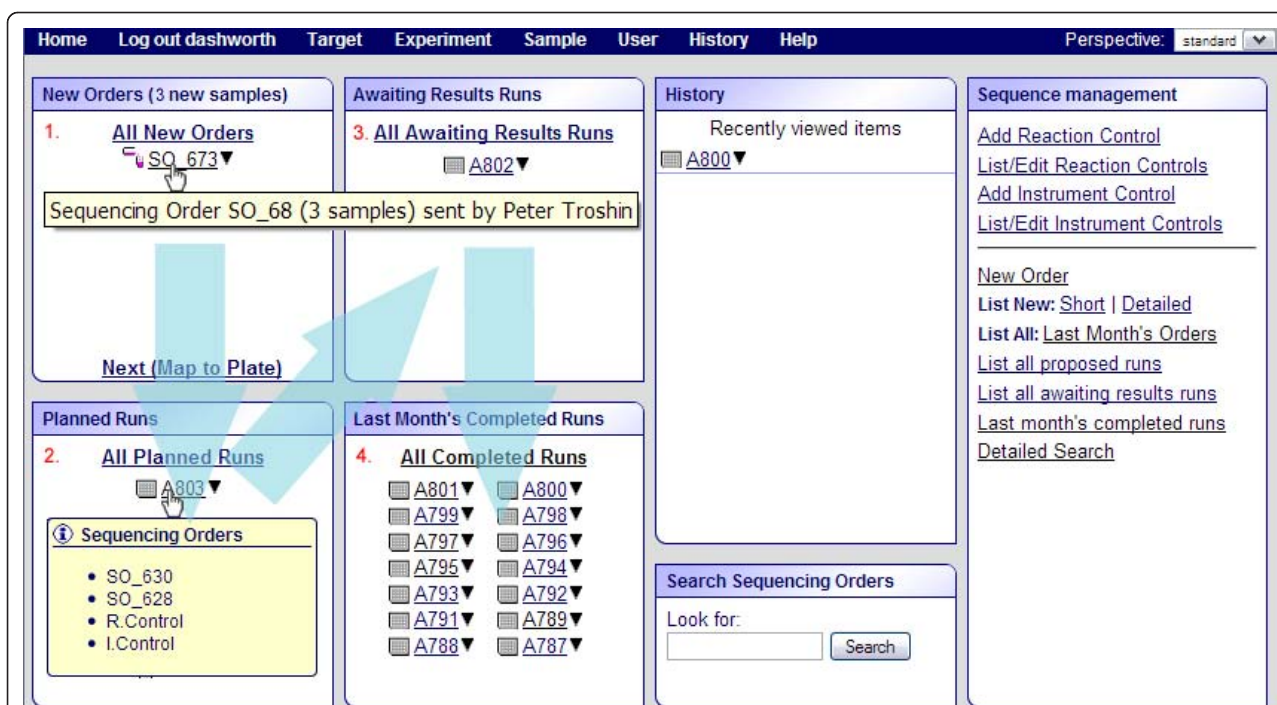 Home Log out dashworth Target Experiment Sample User History Help Perspective: standard
New Orders (3 new samples)
1. All New Orders
SO_673
Sequencing Order SO_68 (3 samples) sent by Peter Troshin
Next (Map to Plate)
Awaiting Results Runs
3. All Awaiting Results Runs
A802
Planned Runs
2. All Planned Runs
A803
Sequencing Orders
• SO_630
• SO_628
• R.Control
• I.Control
Last Month's Completed Runs
4. All Completed Runs
A801 A800
A799 A798
A797 A796
A795 A794
A793 A792
A791 A789
A788 A787
History
Recently viewed items
A800
Search Sequencing Orders
Look for:
Search
Sequence management
Add Reaction Control
List/Edit Reaction Controls
Add Instrument Control
List/Edit Instrument Controls
New Order
List New: Short | Detailed
List All: Last Month's Orders
List all proposed runs
List all awaiting results runs
Last month's completed runs
Detailed Search